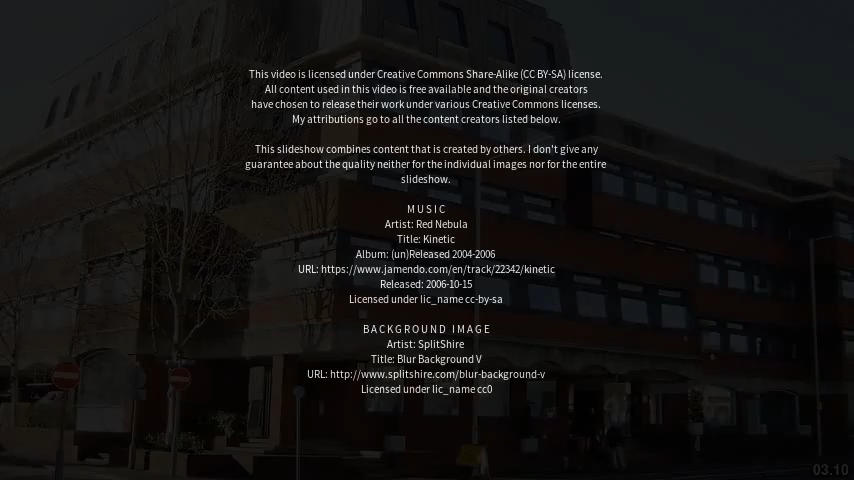 This video is licensed under Creative Commons Share-Alike (CC BY-SA) license.
All content used in this video is free available and the original creators
have chosen to release their work under various Creative Commons licenses.
My attributions go to all the content creators listed below.
This slideshow combines content that is created by others. I don't give any
guarantee about the quality neither for the individual images nor for the entire
slideshow.
MUSIC
Artist: Red Nebula
Title: Kinetic
Album: (un)Released 2004-2006
URL: https://www.jamendo.com/en/track/22342/kinetic
Released: 2006-10-15
Licensed under lic_name cc-by-sa
BACKGROUND IMAGE
Artist: SplitShire
Title: Blur Background V
URL: http://www.splitshire.com/blur-background-v
Licensed under lic_name cc0
03.10